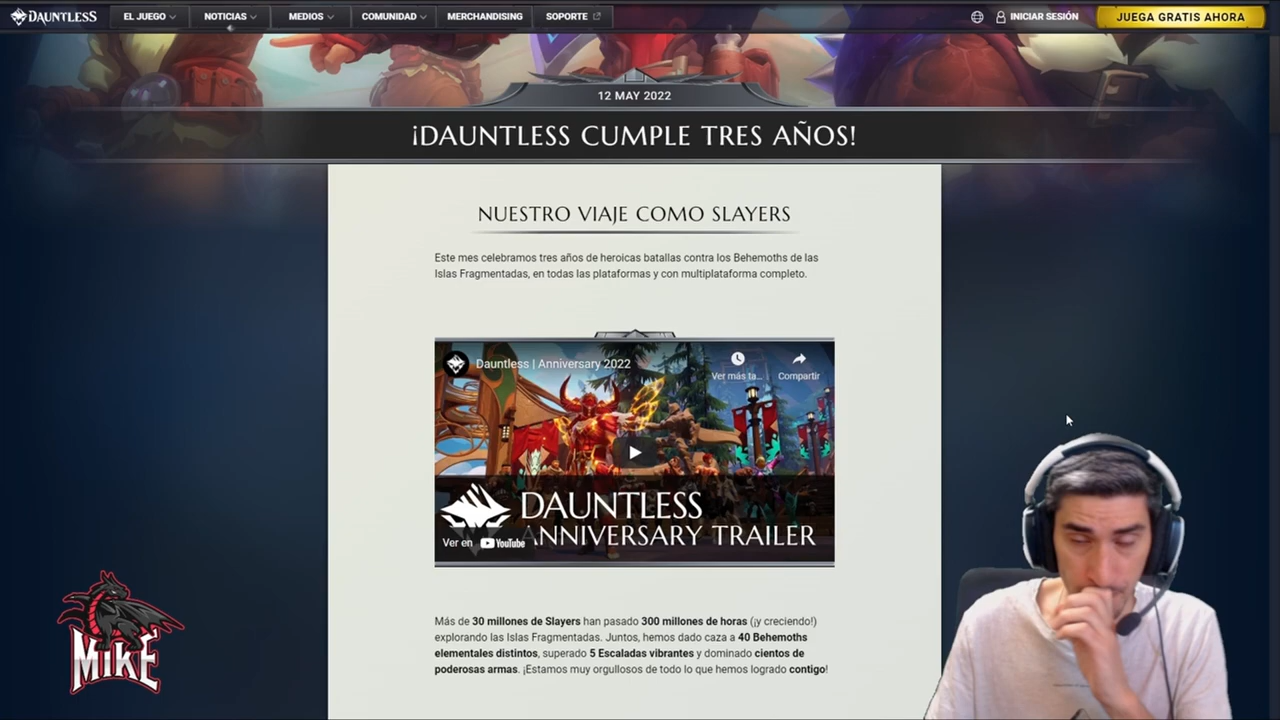 DAUNTLESS
EL JUEGO
NOTICIAS
MEDIOS
COMUNIDAD
MERCHANDISING
SOPORTE
INICIAR SESIÓN
JUEGA GRATIS AHORA
12 MAY 2022
¡DAUNTLESS CUMPLE TRES AÑOS!
NUESTRO VIAJE COMO SLAYERS
Este mes celebramos tres años de heroicas batallas contra los Behemoths de las
Islas Fragmentadas, en todas las plataformas y con multiplataforma completo.
Dauntless | Anniversary 2022
Ver más ta...
Compartir
DAUNTLESS
ANNIVERSARY TRAILER
Ver en YouTube
Más de 30 millones de Slayers han pasado 300 millones de horas (¡y creciendo!)
explorando las Islas Fragmentadas. Juntos, hemos dado caza a 40 Behemoths
elementales distintos, superado 5 Escaladas vibrantes y dominado cientos de
poderosas armas. ¡Estamos muy orgullosos de todo lo que hemos logrado contigo!
MIKE